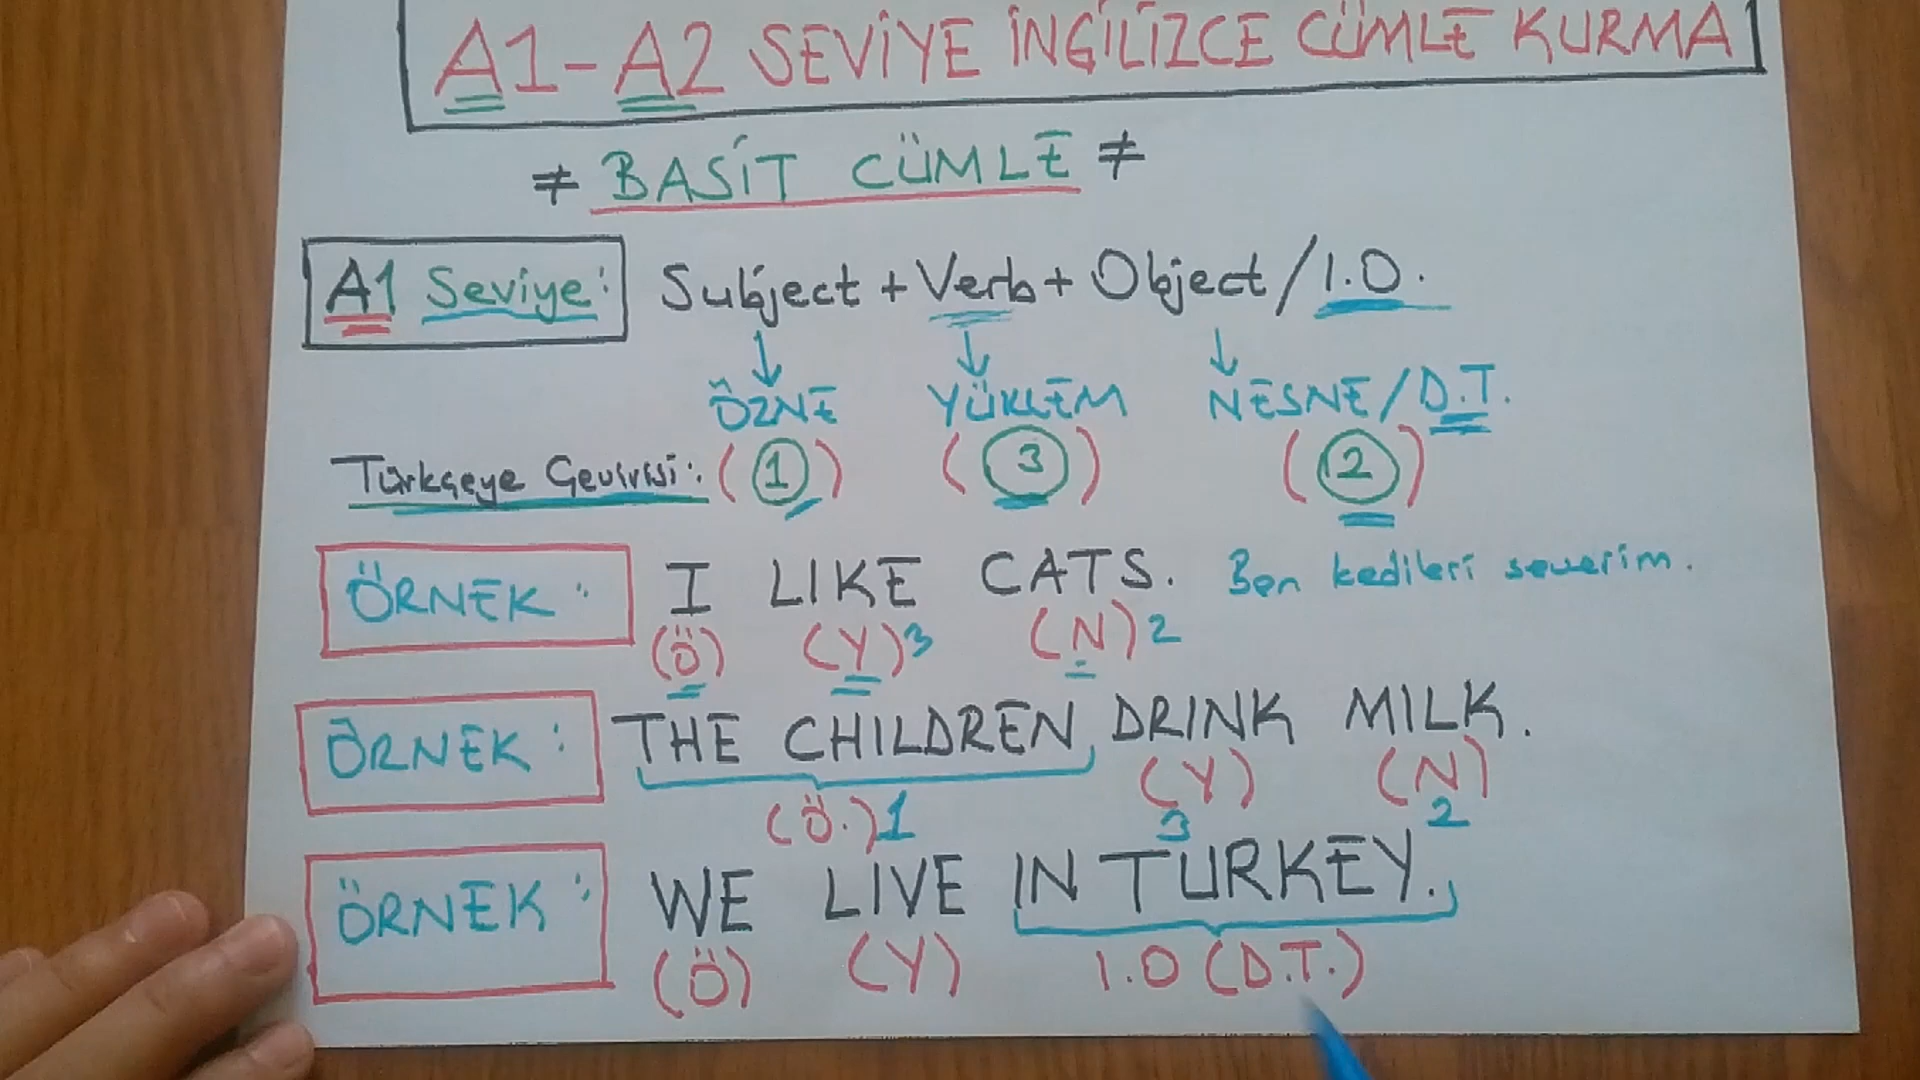 A1-A2 SEVİYE İNGİLİZCE CÜMLE KURMA
≠ BASİT CÜMLE ≠
A1 Seviye: Subject + Verb + Object / I.O.
↓ ↓ ↓
ÖZNE YÜKLEM NESNE / D.T.
Türkçeye Çevirisi: (1) (3) (2)
ÖRNEK: I LIKE CATS. Ben kedileri severim.
(Ö) (Y)3 (N)2
ÖRNEK: THE CHILDREN DRINK MILK.
(Ö.)1 (Y)3 (N)2
ÖRNEK: WE LIVE IN TURKEY.
(Ö) (Y) I.O (D.T.)